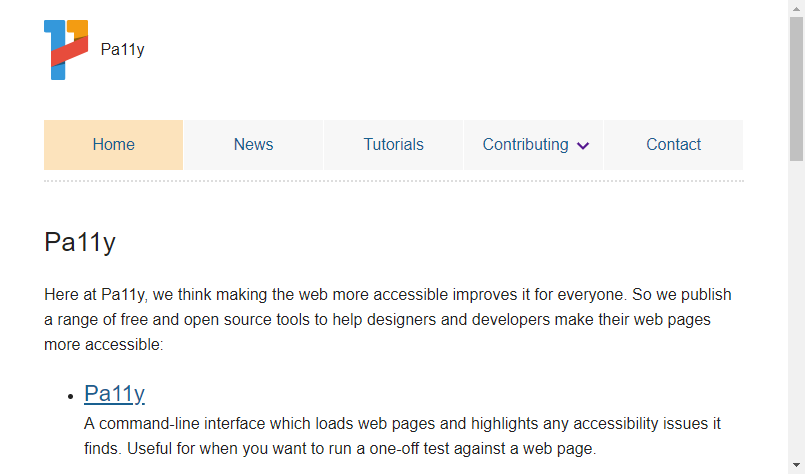 Pa11y
Home
News
Tutorials
Contributing
Contact
Pa11y
Here at Pa11y, we think making the web more accessible improves it for everyone. So we publish
a range of free and open source tools to help designers and developers make their web pages
more accessible:
Pa11y
A command-line interface which loads web pages and highlights any accessibility issues it
finds. Useful for when you want to run a one-off test against a web page.